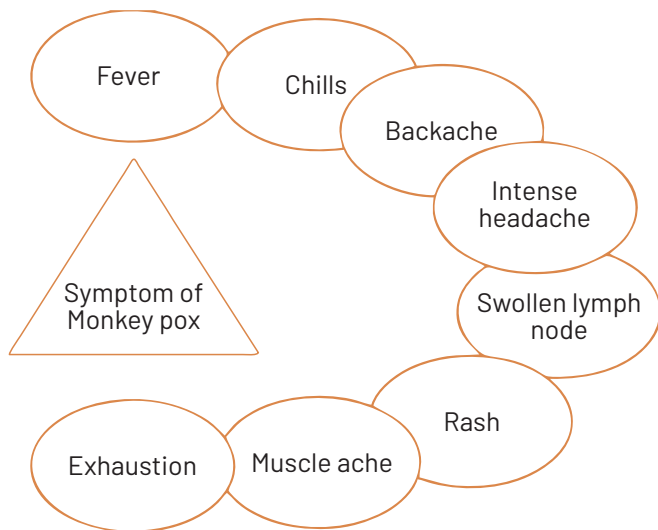 Fever
Chills
Backache
Intense
headache
Symptom of
Monkey pox
Swollen lymph
node
Rash
Muscle ache
Exhaustion